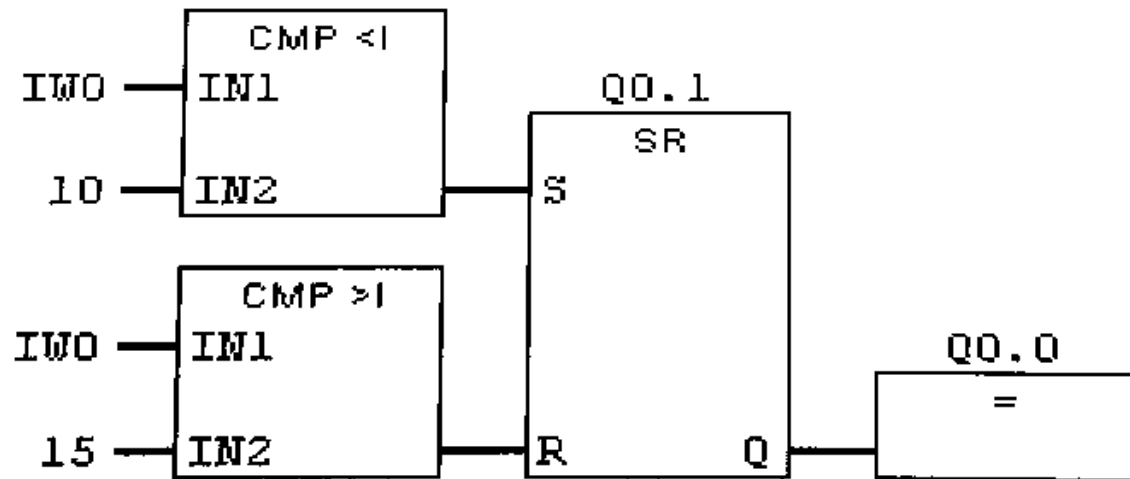 CMP <I
IW0 IN1
10 IN2
Q0.1
SR
S
CMP >I
IW0 IN1
15 IN2
R Q
Q0.0
=